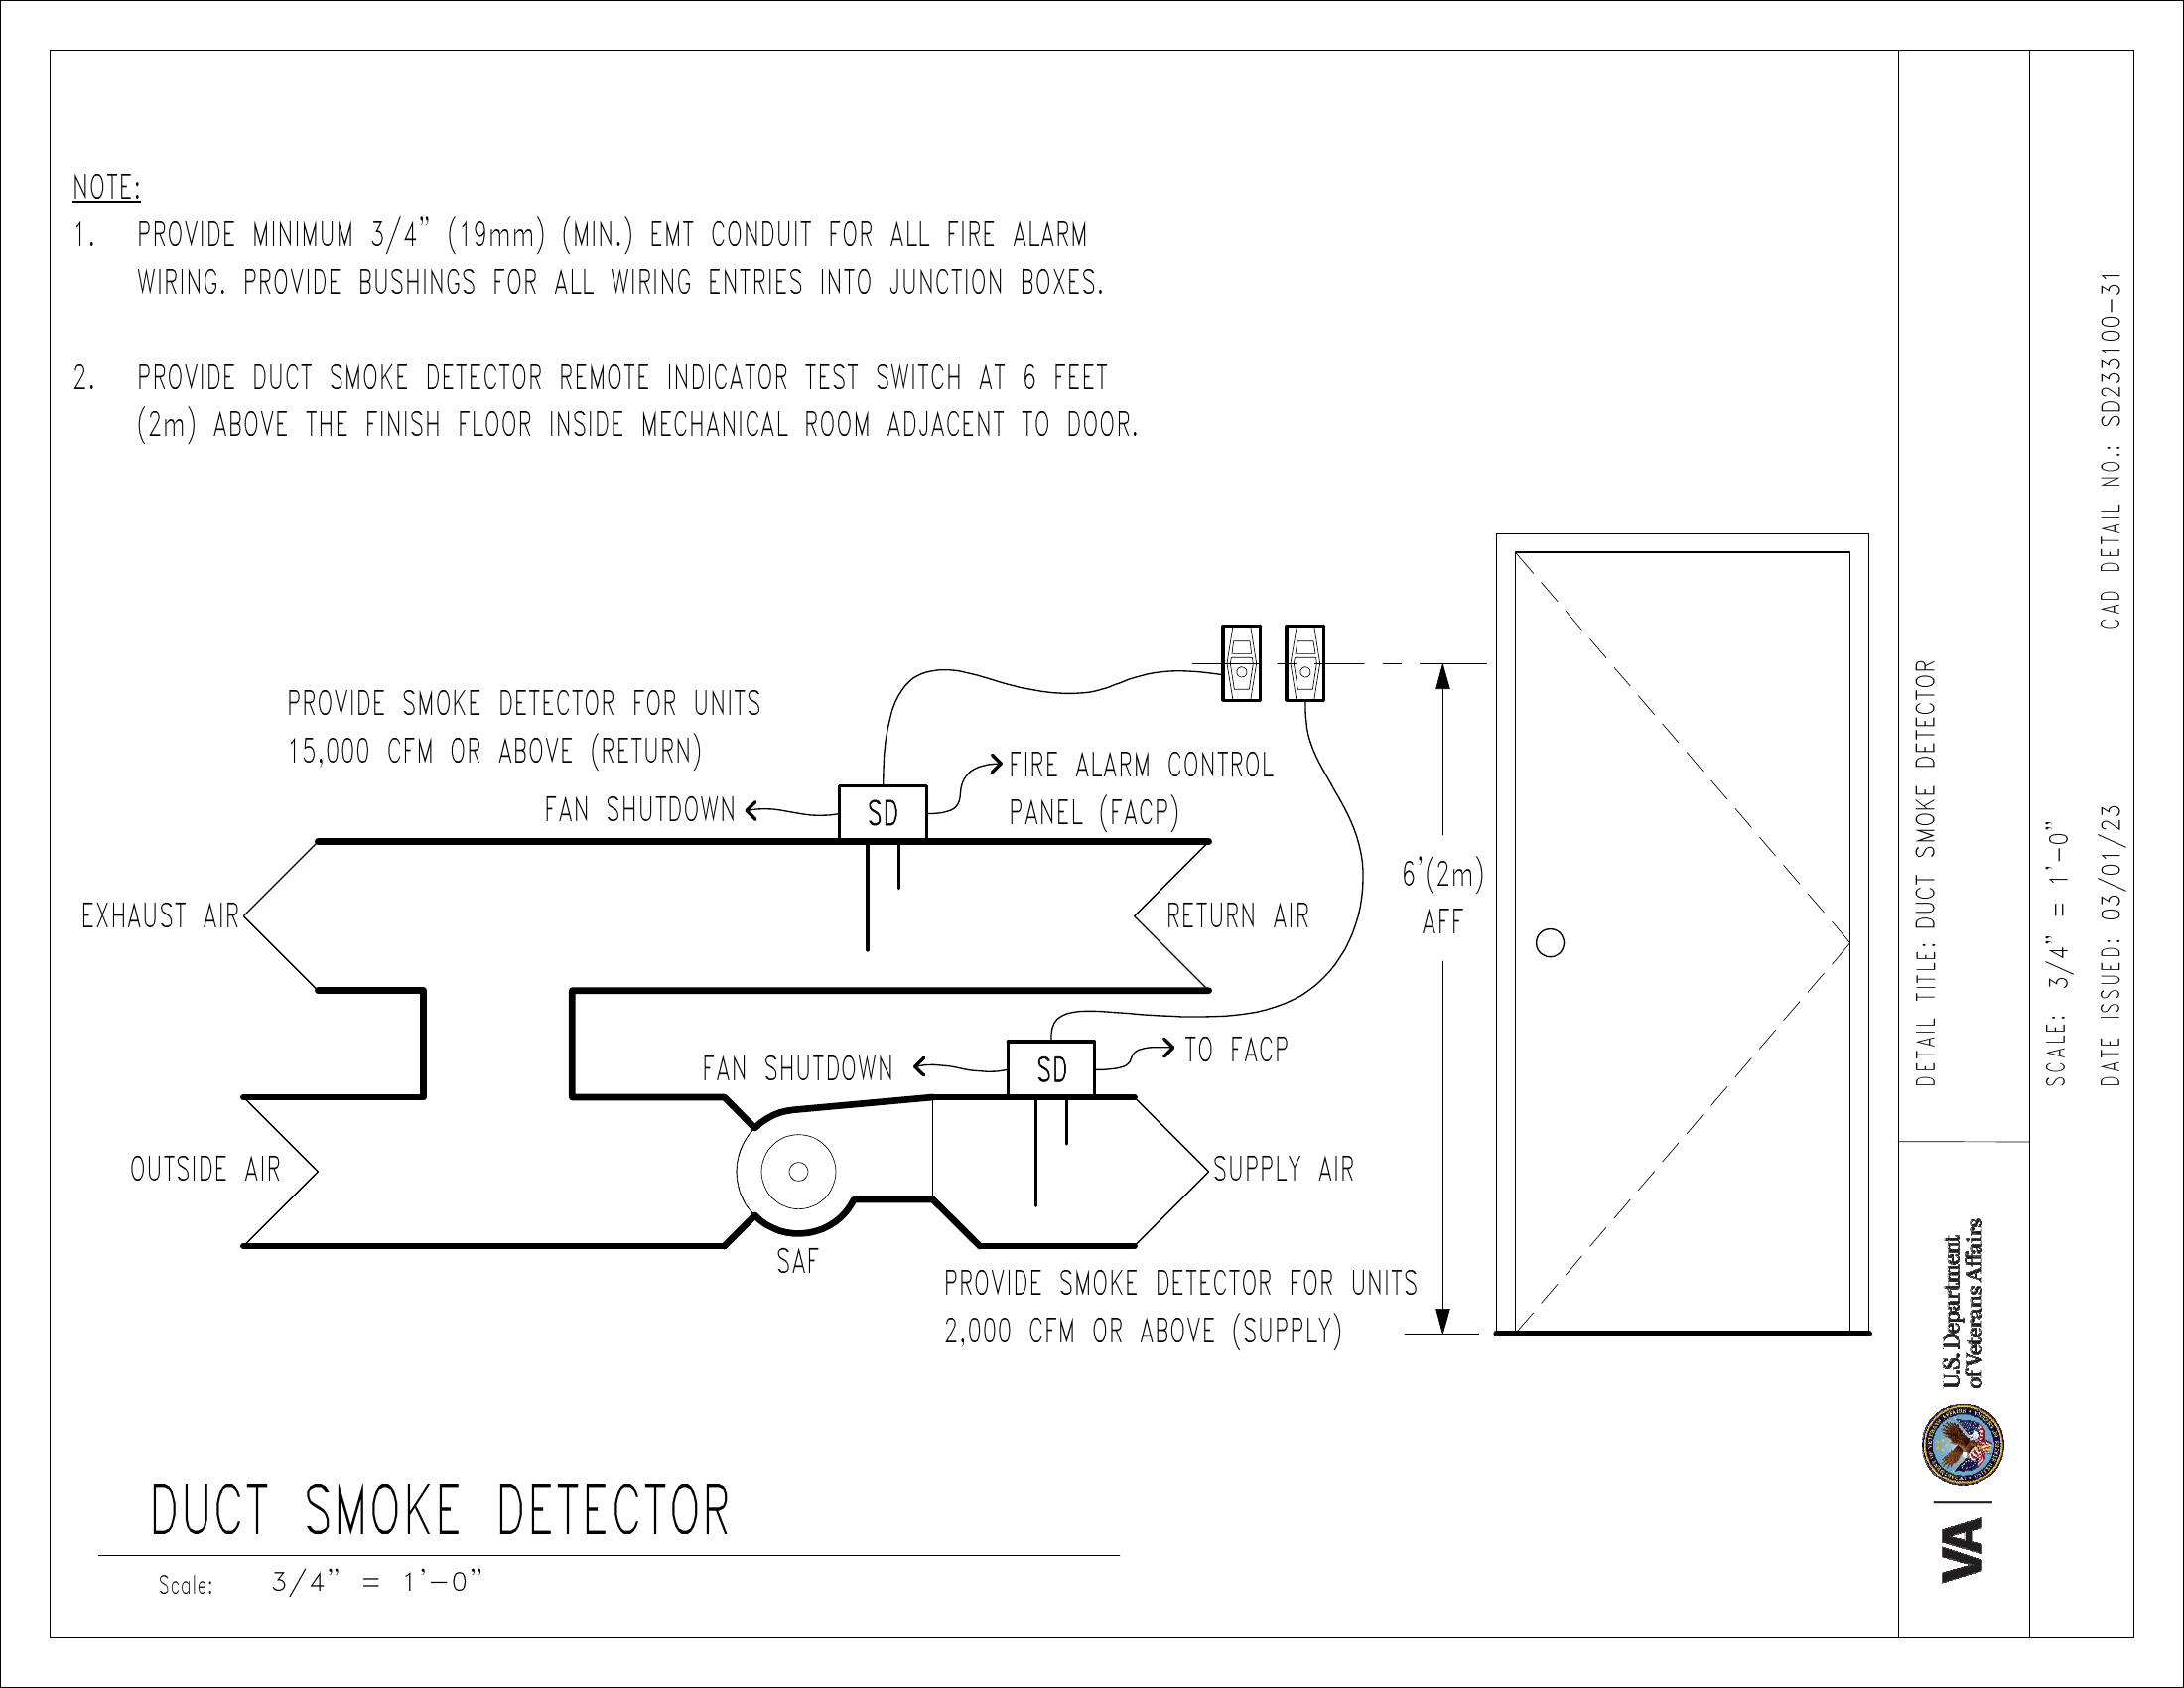 NOTE:
1. PROVIDE MINIMUM 3/4" (19mm) (MIN.) EMT CONDUIT FOR ALL FIRE ALARM
WIRING. PROVIDE BUSHINGS FOR ALL WIRING ENTRIES INTO JUNCTION BOXES.
2. PROVIDE DUCT SMOKE DETECTOR REMOTE INDICATOR TEST SWITCH AT 6 FEET
(2m) ABOVE THE FINISH FLOOR INSIDE MECHANICAL ROOM ADJACENT TO DOOR.
PROVIDE SMOKE DETECTOR FOR UNITS
15,000 CFM OR ABOVE (RETURN)
FAN SHUTDOWN
SD
FIRE ALARM CONTROL
PANEL (FACP)
EXHAUST AIR
RETURN AIR
6'(2m)
AFF
FAN SHUTDOWN
SD
TO FACP
OUTSIDE AIR
SUPPLY AIR
SAF
PROVIDE SMOKE DETECTOR FOR UNITS
2,000 CFM OR ABOVE (SUPPLY)
DUCT SMOKE DETECTOR
Scale: 3/4" = 1'-0"
DETAIL TITLE: DUCT SMOKE DETECTOR
SCALE: 3/4" = 1'-0"
DATE ISSUED: 03/01/23
CAD DETAIL NO.: SD233100-31
VA
U.S. Department
of Veterans Affairs